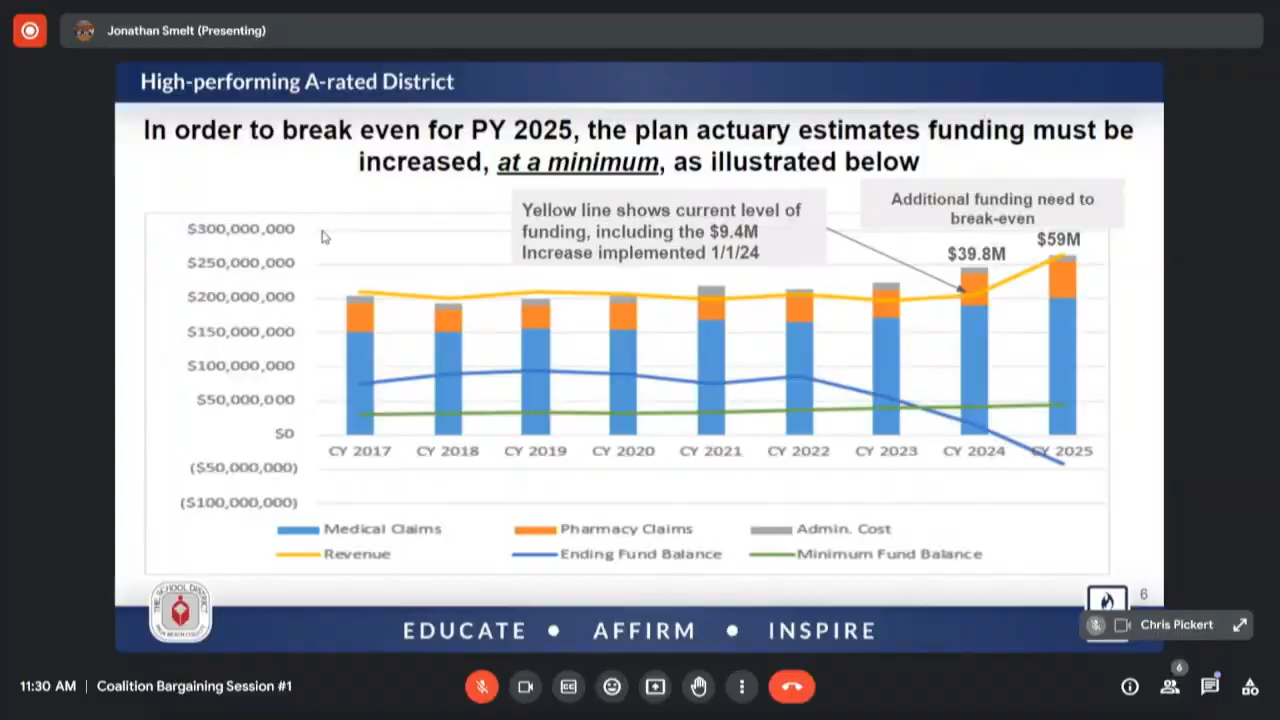 Jonathan Smelt (Presenting)
High-performing A-rated District
In order to break even for PY 2025, the plan actuary estimates funding must be
increased, at a minimum, as illustrated below
Yellow line shows current level of
funding, including the $9.4M
Increase implemented 1/1/24
Additional funding need to
break-even
$39.8M
$59M
$300,000,000
$250,000,000
$200,000,000
$150,000,000
$100,000,000
$50,000,000
$0
($50,000,000)
($100,000,000)
CY 2017
CY 2018
CY 2019
CY 2020
CY 2021
CY 2022
CY 2023
CY 2024
CY 2025
Medical Claims
Pharmacy Claims
Admin. Cost
Revenue
Ending Fund Balance
Minimum Fund Balance
THE SCHOOL DISTRICT
6
EDUCATE • AFFIRM • INSPIRE
Chris Pickert
11:30 AM | Coalition Bargaining Session #1
6